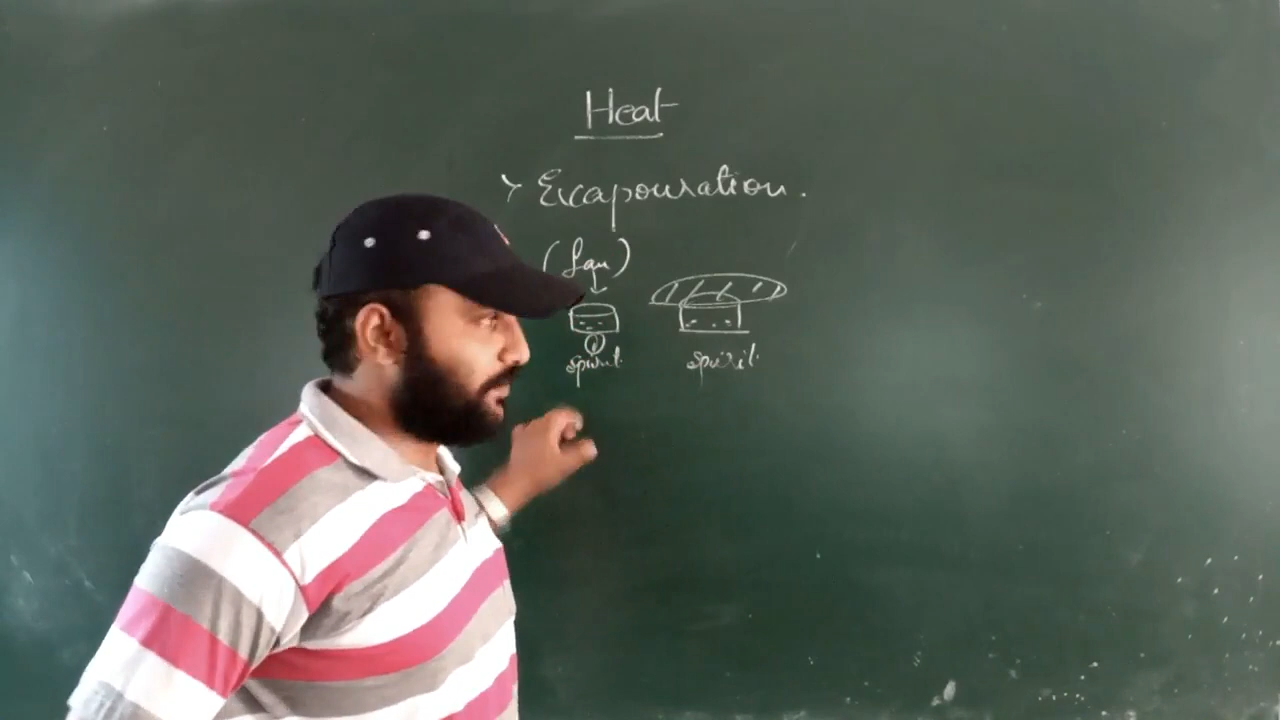 Heat
> Evapouration.
(fan)
spirit spirit